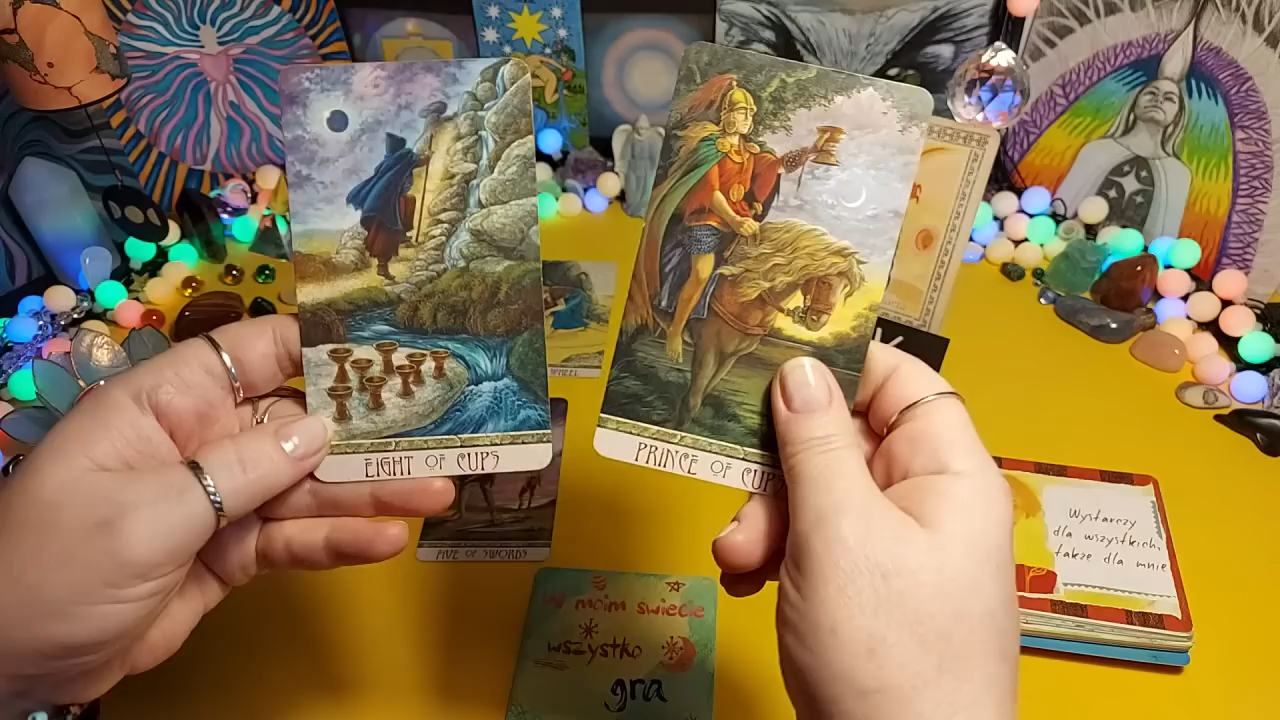 EIGHT OF CUPS
PRINCE OF CUPS
WHEEL
FIVE OF SWORDS
Wystarczy
dla wszystkich,
także dla mnie
W moim świecie
wszystko
gra